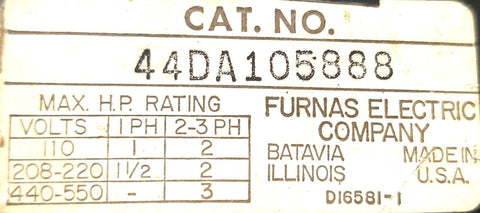 CAT. NO.
44DA105888
MAX. H.P. RATING
VOLTS 1 PH 2-3 PH
110 1 2
208-220 1 1/2 2
440-550 - 3
FURNAS ELECTRIC
COMPANY
BATAVIA MADE IN
ILLINOIS U.S.A.
D16581-1